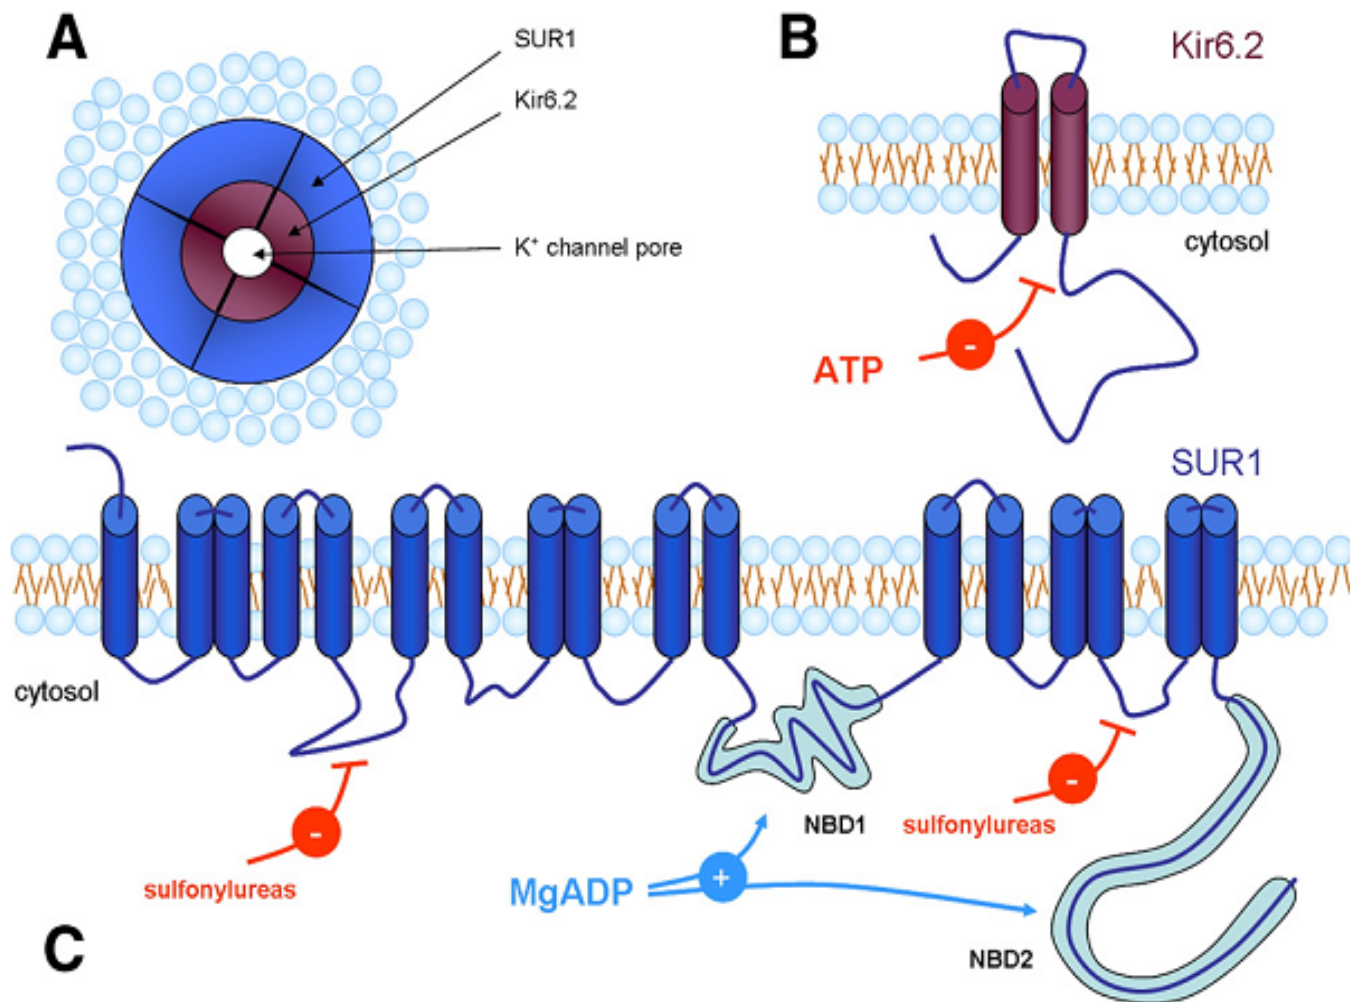 A
SUR1
Kir6.2
K⁺ channel pore
B
Kir6.2
cytosol
-
ATP
SUR1
cytosol
-
sulfonylureas
NBD1
-
sulfonylureas
MgADP
+
NBD2
C